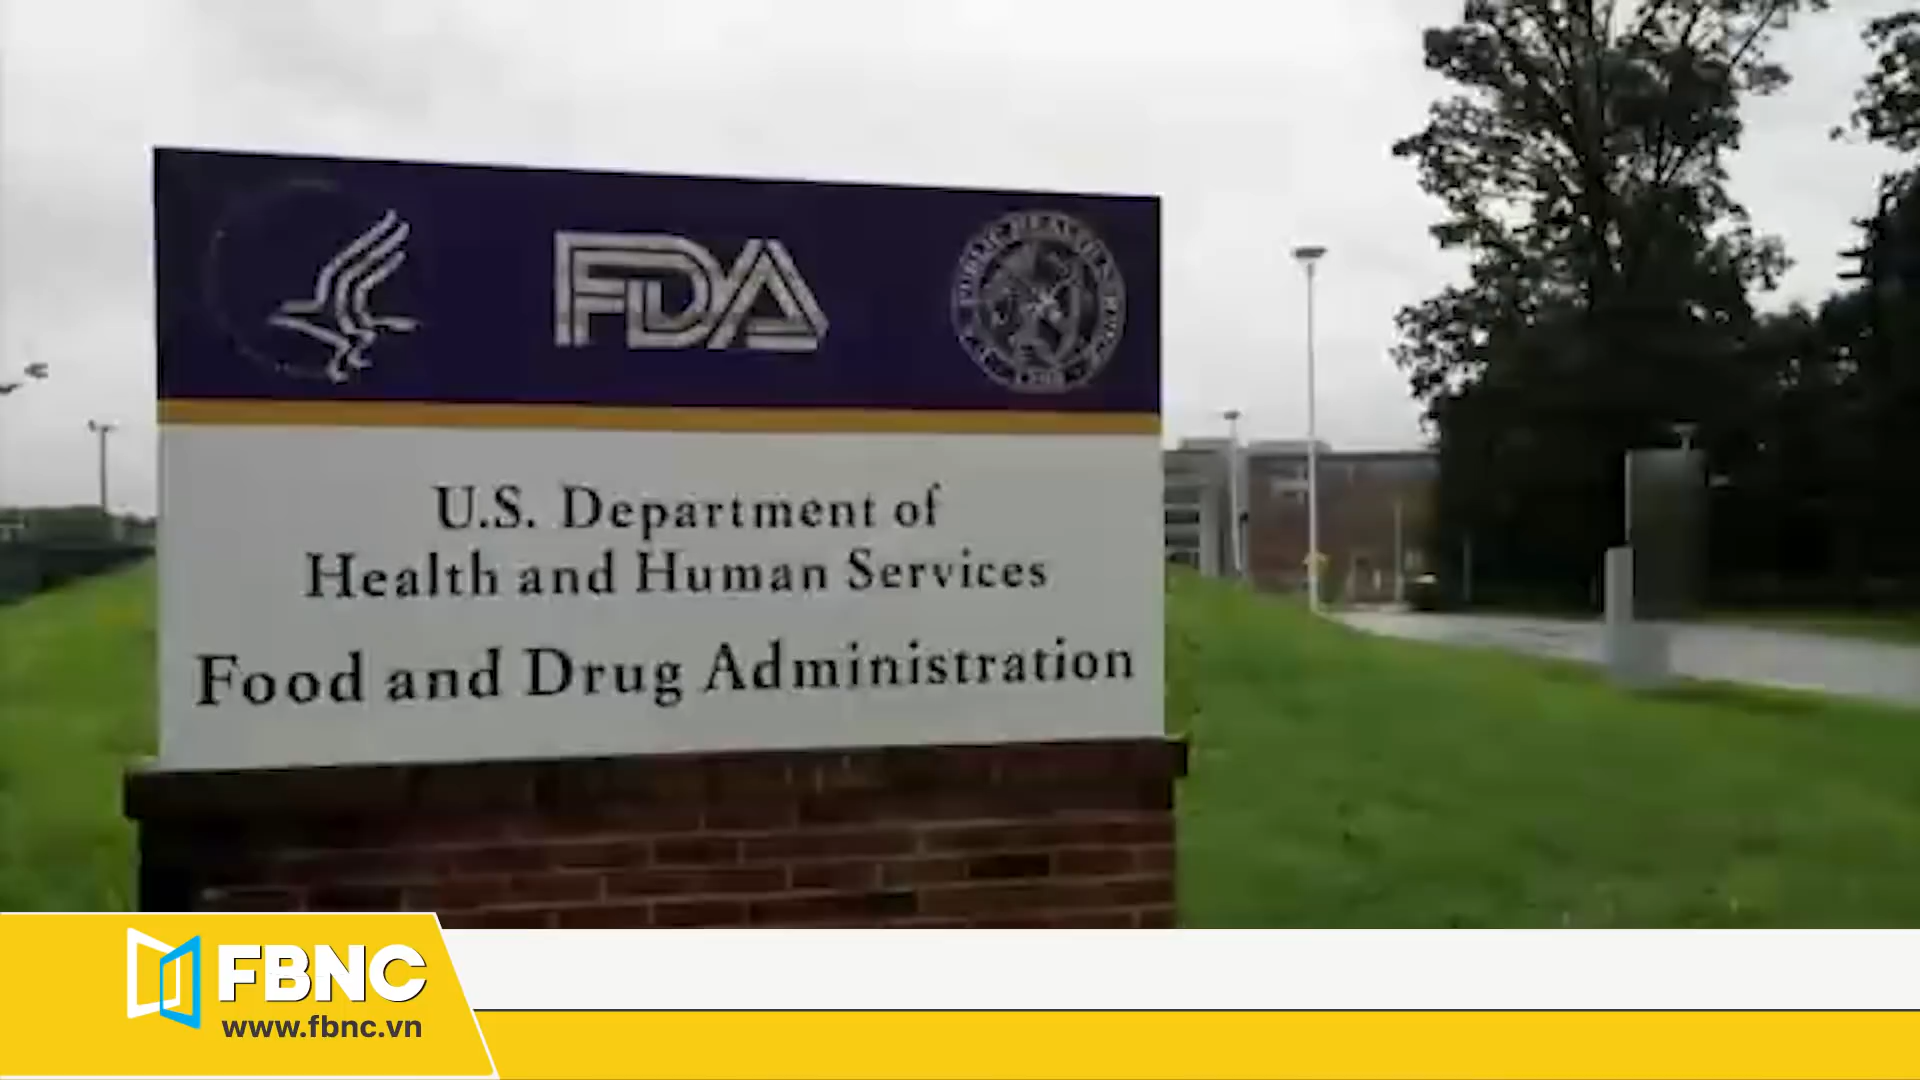 FDA
U.S. Department of
Health and Human Services
Food and Drug Administration
FBNC
www.fbnc.vn